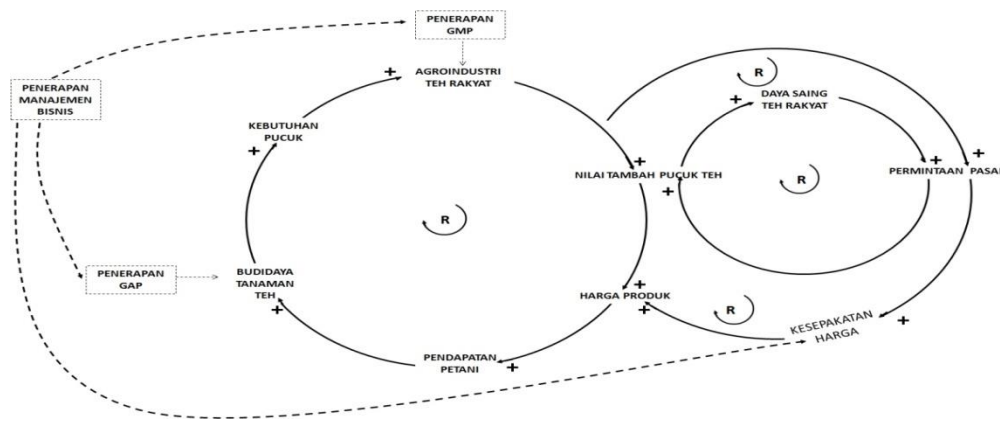 PENERAPAN
GMP
R
+
AGROINDUSTRI
TEH RAKYAT
PENERAPAN
MANAJEMEN
BISNIS
+
DAYA SAING
TEH RAKYAT
KEBUTUHAN
PUCUK
+
+
+
+
NILAI TAMBAH PUCUK TEH
+
R
PERMINTAAN PASAR
R
PENERAPAN
GAP
BUDIDAYA
TANAMAN
TEH
+
+
HARGA PRODUK
+
R
KESEPAKATAN
HARGA
+
PENDAPATAN
PETANI
+